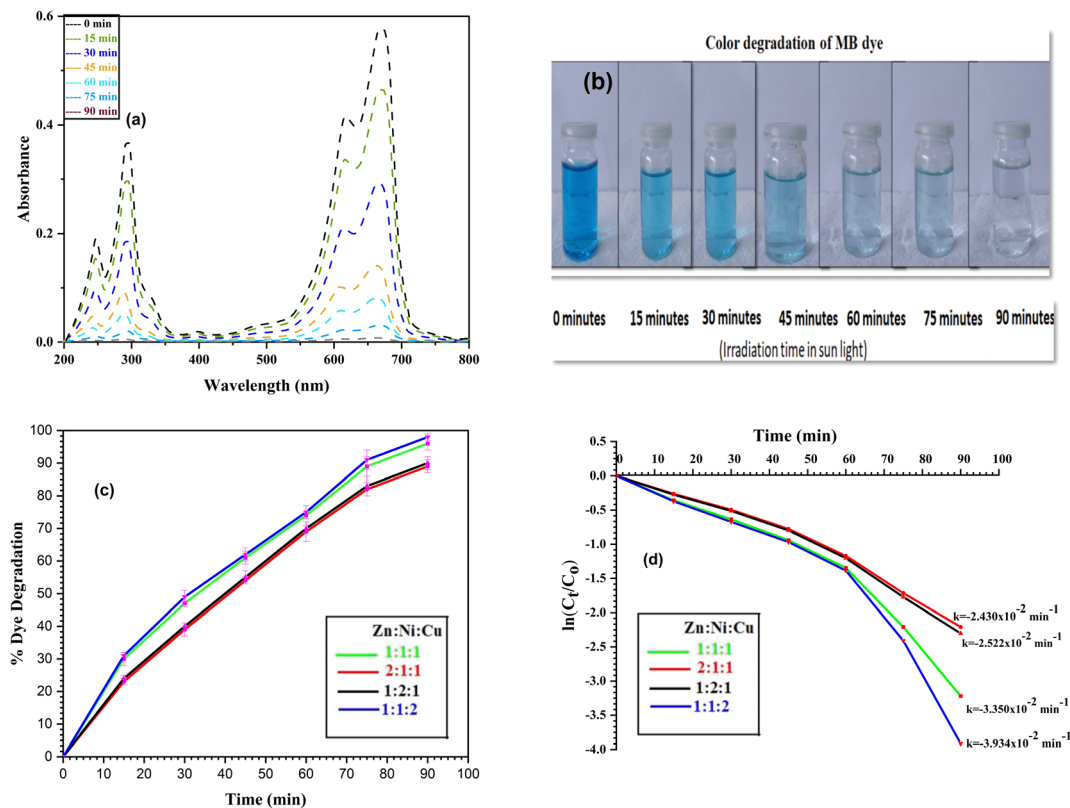 0.6
0.4
0.2
0.0
200
300
400
500
600
700
800
Absorbance
Wavelength (nm)
0 min
15 min
30 min
45 min
60 min
75 min
90 min
(a)
Color degradation of MB dye
(b)
0 minutes 15 minutes 30 minutes 45 minutes 60 minutes 75 minutes 90 minutes
(Irradiation time in sun light)
100
90
80
70
60
50
40
30
20
10
0
0 10 20 30 40 50 60 70 80 90 100
% Dye Degradation
Time (min)
(c)
Zn:Ni:Cu
1:1:1
2:1:1
1:2:1
1:1:2
Time (min)
0 10 20 30 40 50 60 70 80 90 100
0.5
0.0
-0.5
-1.0
-1.5
-2.0
-2.5
-3.0
-3.5
-4.0
ln(Ct/Co)
(d)
k=-2.430x10-2 min-1
k=-2.522x10-2 min-1
k=-3.350x10-2 min-1
k=-3.934x10-2 min-1
Zn:Ni:Cu
1:1:1
2:1:1
1:2:1
1:1:2